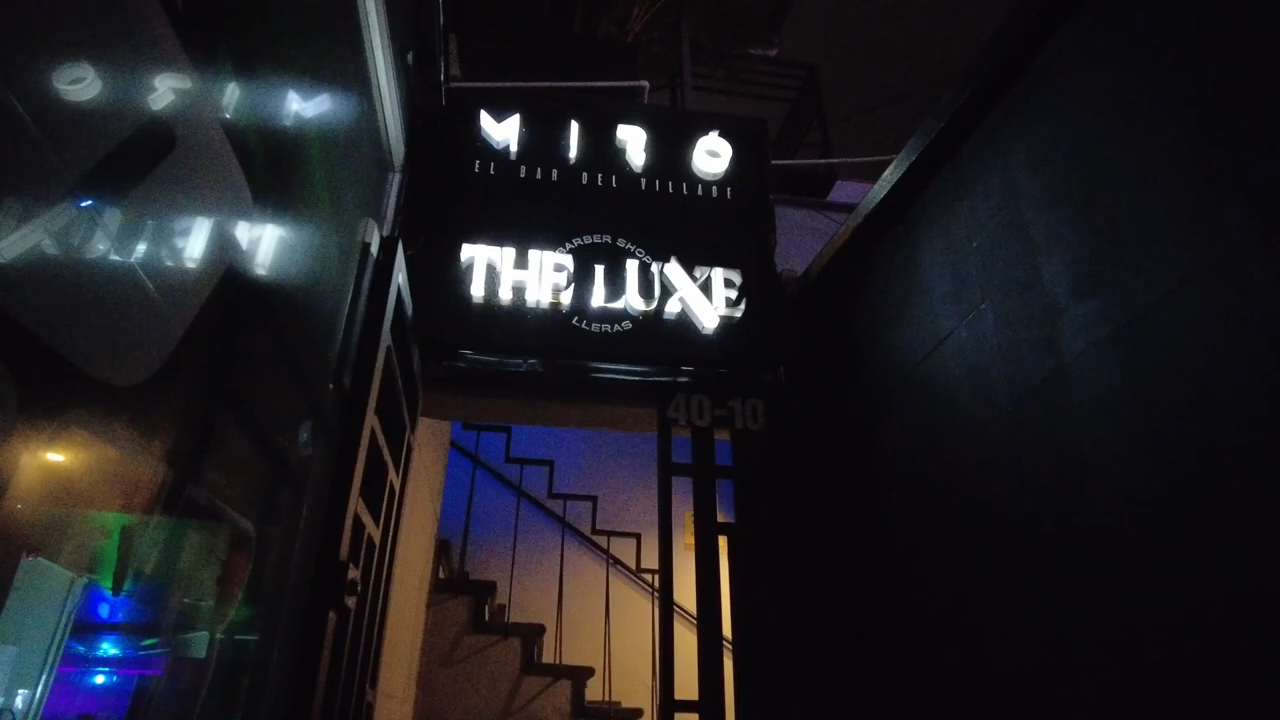 MIRÓ
EL BAR DEL VILLAGE
BARBER SHOP
THE LUXE
LLERAS
40-10